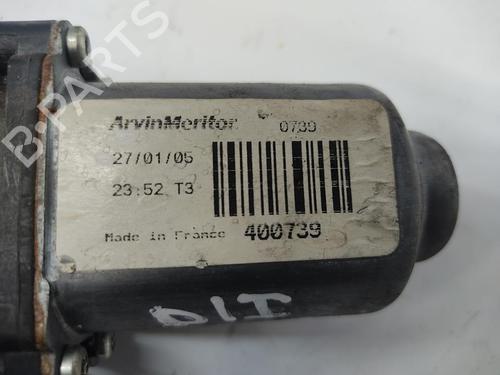 B-PARTS
ArvinMeritor 0739
27/01/05
23:52 T3
Made in France 400739
DIT